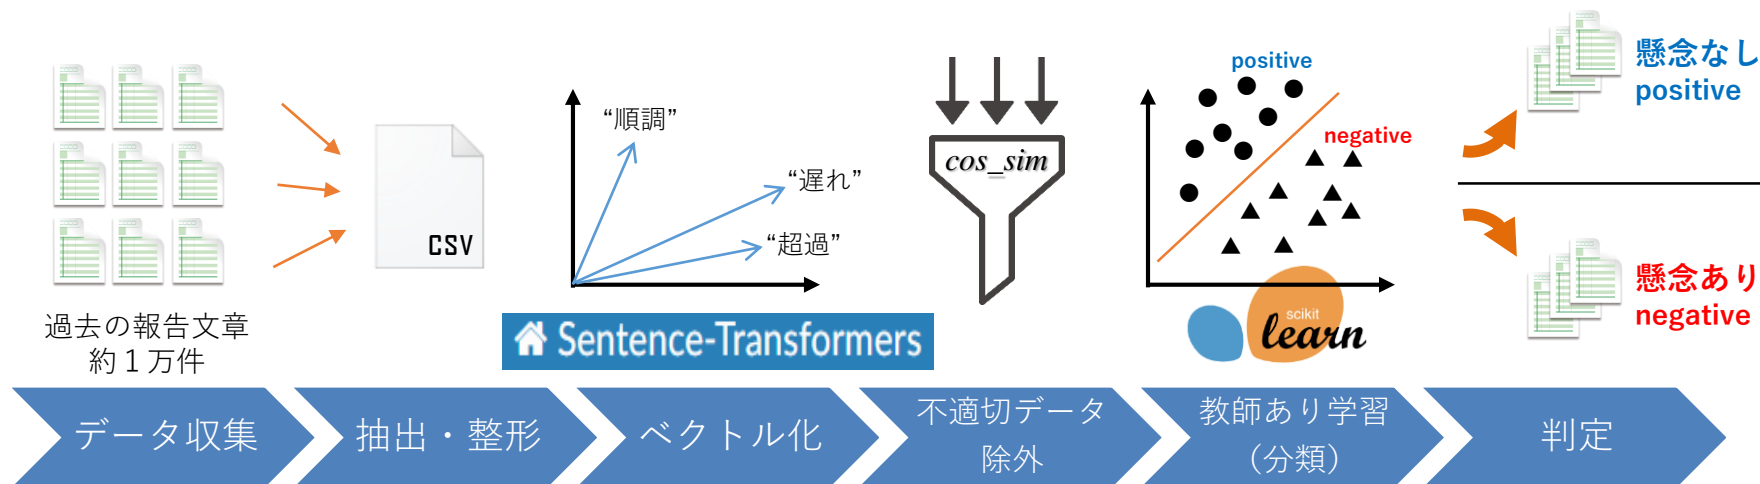 過去の報告文章
約１万件
CSV
“順調”
“遅れ”
“超過”
Sentence-Transformers
cos_sim
positive
negative
scikit
learn
懸念なし
positive
懸念あり
negative
データ収集
抽出・整形
ベクトル化
不適切データ
除外
教師あり学習
（分類）
判定